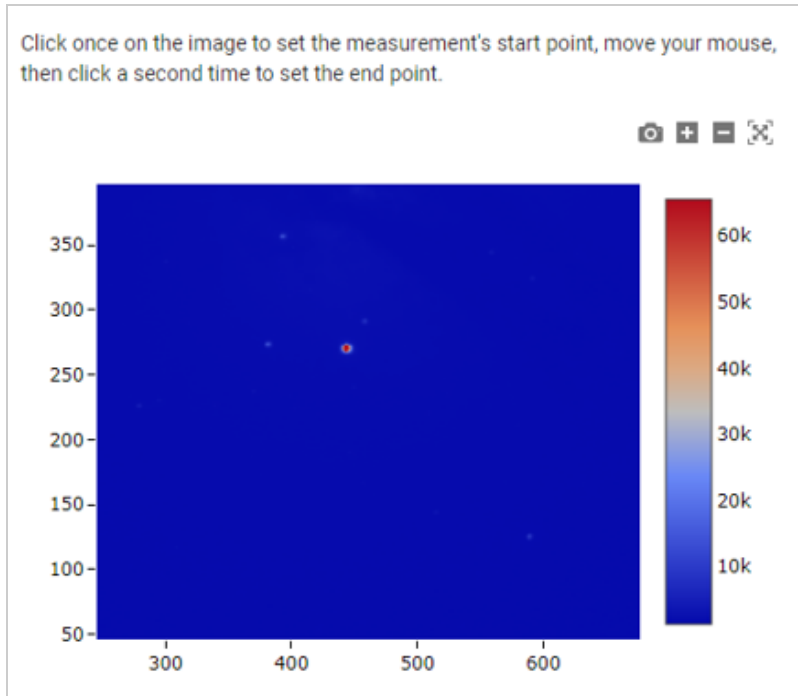 Click once on the image to set the measurement's start point, move your mouse,
then click a second time to set the end point.
350
300
250
200
150
100
50
300
400
500
600
60k
50k
40k
30k
20k
10k